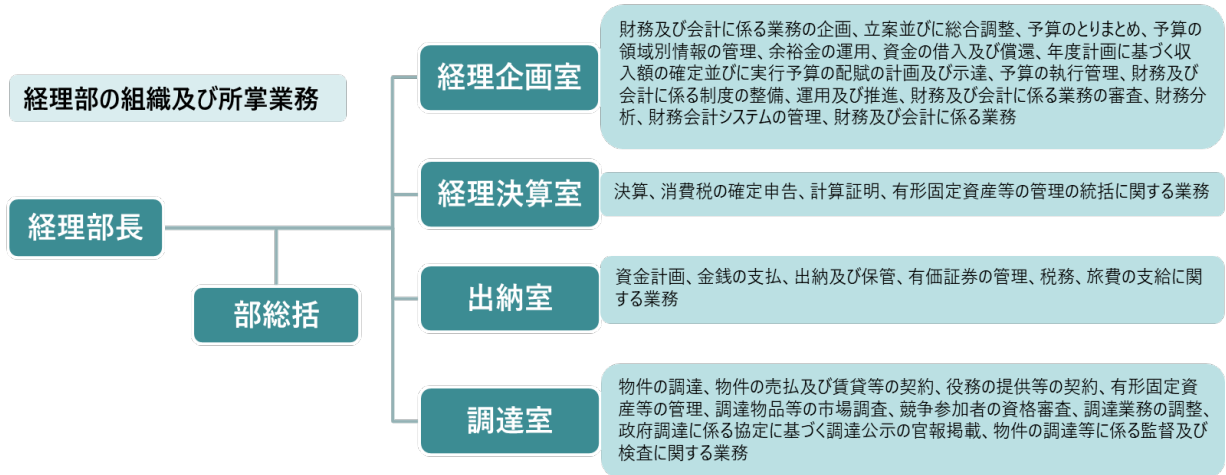 経理部の組織及び所掌業務
経理部長
部総括
経理企画室
財務及び会計に係る業務の企画、立案並びに総合調整、予算のとりまとめ、予算の
領域別情報の管理、余裕金の運用、資金の借入及び償還、年度計画に基づく収
入額の確定並びに実行予算の配賦の計画及び示達、予算の執行管理、財務及び
会計に係る制度の整備、運用及び推進、財務及び会計に係る業務の審査、財務分
析、財務会計システムの管理、財務及び会計に係る業務
経理決算室
決算、消費税の確定申告、計算証明、有形固定資産等の管理の統括に関する業務
出納室
資金計画、金銭の支払、出納及び保管、有価証券の管理、税務、旅費の支給に関
する業務
調達室
物件の調達、物件の売払及び賃貸等の契約、役務の提供等の契約、有形固定資
産等の管理、調達物品等の市場調査、競争参加者の資格審査、調達業務の調整、
政府調達に係る協定に基づく調達公示の官報掲載、物件の調達等に係る監督及び
検査に関する業務